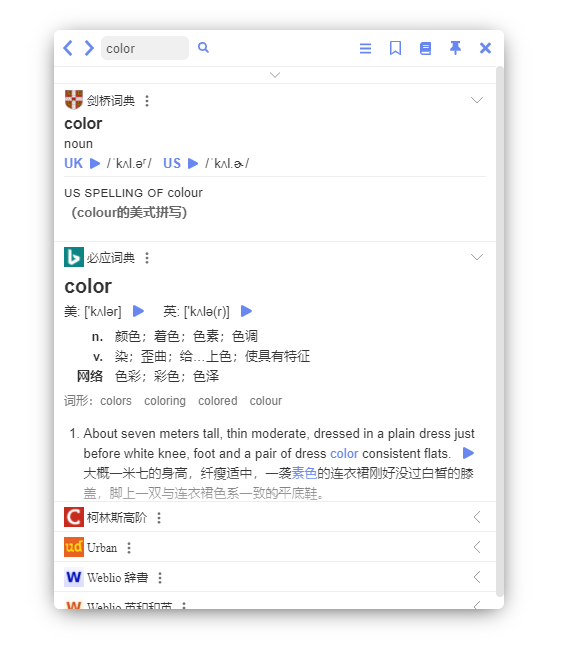 color
剑桥词典
color
noun
UK /ˈkʌl.əʳ/ US /ˈkʌl.ɚ/
US SPELLING OF colour
（colour的美式拼写）
必应词典
color
美: ['kʌlər] 英: ['kʌlə(r)]
n. 颜色；着色；色素；色调
v. 染；歪曲；给…上色；使具有特征
网络 色彩；彩色；色泽
词形： colors coloring colored colour
1. About seven meters tall, thin moderate, dressed in a plain dress just
before white knee, foot and a pair of dress color consistent flats.
大概一米七的身高，纤瘦适中，一袭素色的连衣裙刚好没过白皙的膝
盖，脚上一双与连衣裙色系一致的平底鞋。
柯林斯高阶
Urban
Weblio 辞書
Weblio 英和和英